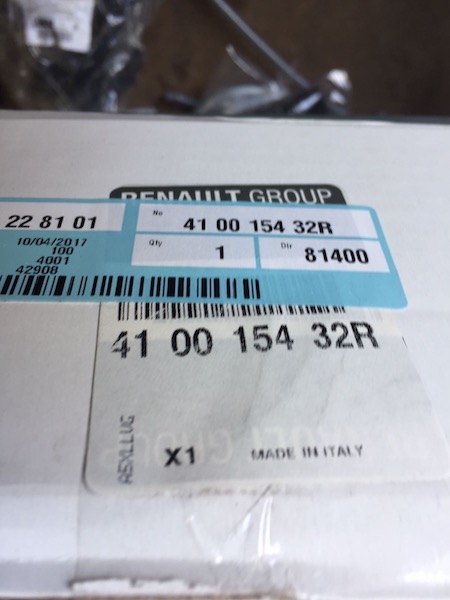 RENAULT GROUP
22 81 01
No 41 00 154 32R
10/04/2017
100
4001
42908
Qty 1
Dlr 81400
41 00 154 32R
X1 MADE IN ITALY